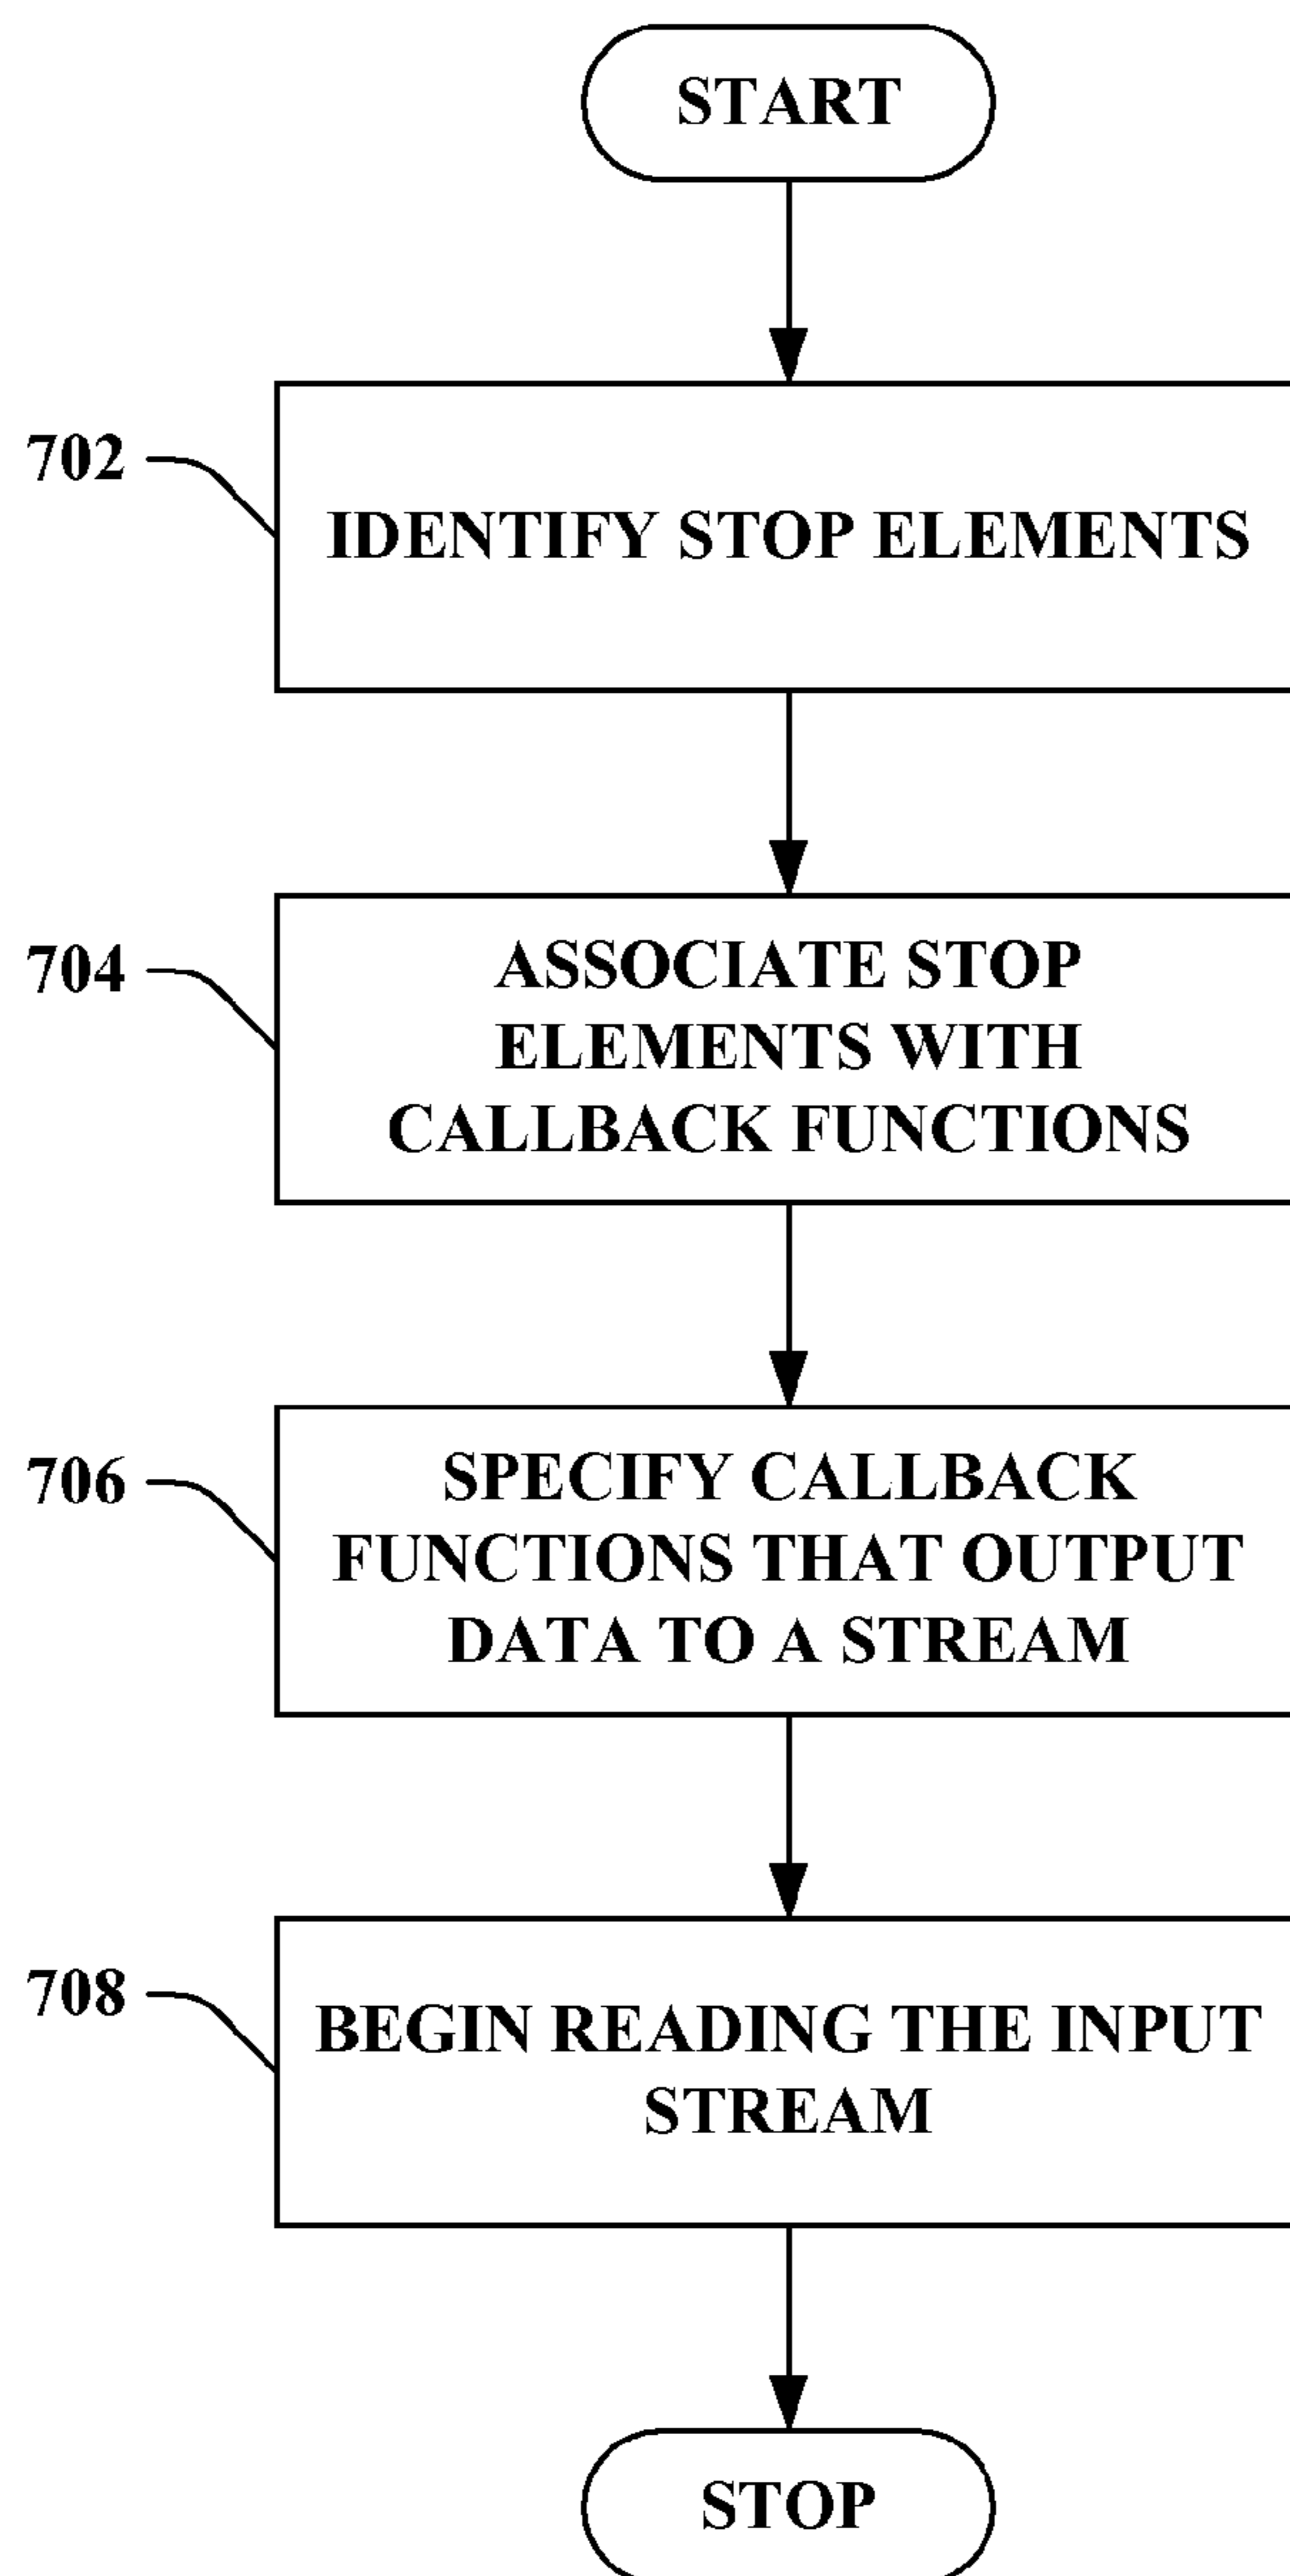 START
702
IDENTIFY STOP ELEMENTS
704
ASSOCIATE STOP
ELEMENTS WITH
CALLBACK FUNCTIONS
706
SPECIFY CALLBACK
FUNCTIONS THAT OUTPUT
DATA TO A STREAM
708
BEGIN READING THE INPUT
STREAM
STOP